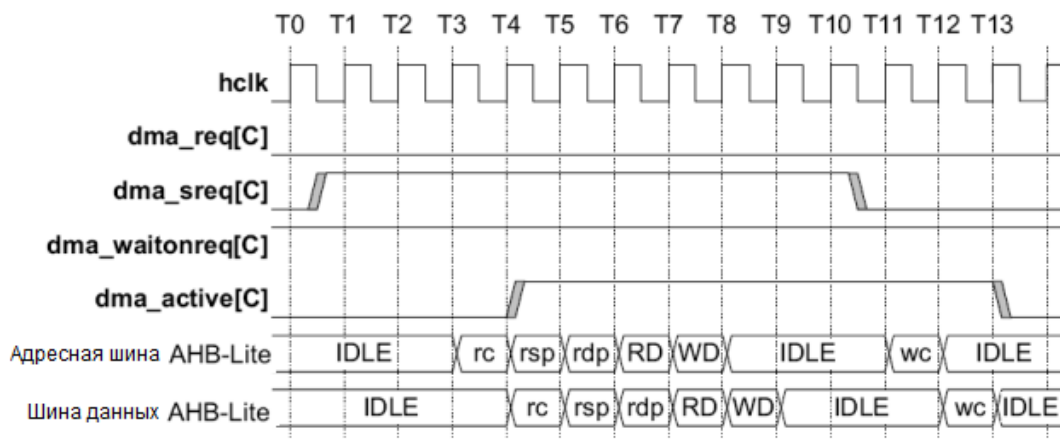 T0 T1 T2 T3 T4 T5 T6 T7 T8 T9 T10 T11 T12 T13
hclk
dma_req[C]
dma_sreq[C]
dma_waitonreq[C]
dma_active[C]
Адресная шина AHB-Lite IDLE rc rsp rdp RD WD IDLE wc IDLE
Шина данных AHB-Lite IDLE rc rsp rdp RD WD IDLE wc IDLE